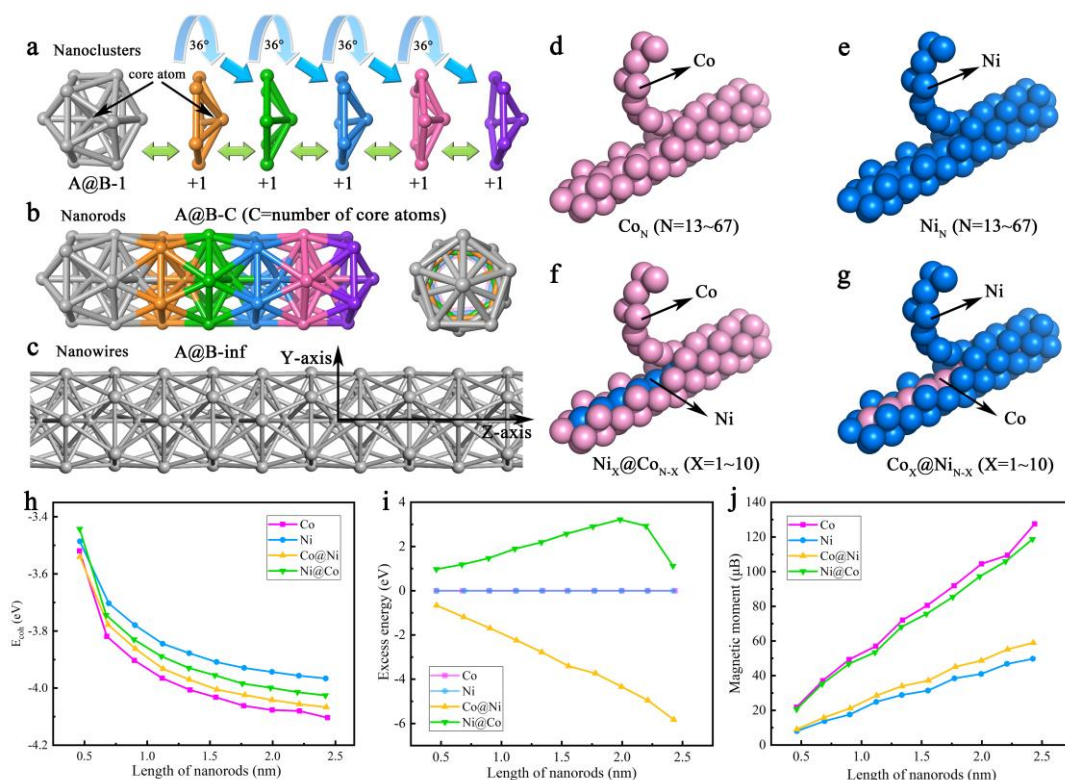 a
Nanoclusters
36°
36°
36°
36°
core atom
A@B-1
+1
+1
+1
+1
+1
b
Nanorods
A@B-C (C=number of core atoms)
c
Nanowires
A@B-inf
Y-axis
Z-axis
d
Co
Co_N (N=13~67)
e
Ni
Ni_N (N=13~67)
f
Co
Ni
Ni_X@Co_{N-X} (X=1~10)
g
Ni
Co
Co_X@Ni_{N-X} (X=1~10)
h
-3.4
-3.6
-3.8
-4.0
-4.2
E_coh (eV)
Co
Ni
Co@Ni
Ni@Co
0.5
1.0
1.5
2.0
2.5
Length of nanorods (nm)
i
4
2
0
-2
-4
-6
Excess energy (eV)
Co
Ni
Co@Ni
Ni@Co
0.5
1.0
1.5
2.0
2.5
Length of nanorods (nm)
j
140
120
100
80
60
40
20
0
Magnetic moment (μB)
Co
Ni
Co@Ni
Ni@Co
0.5
1.0
1.5
2.0
2.5
Length of nanorods (nm)